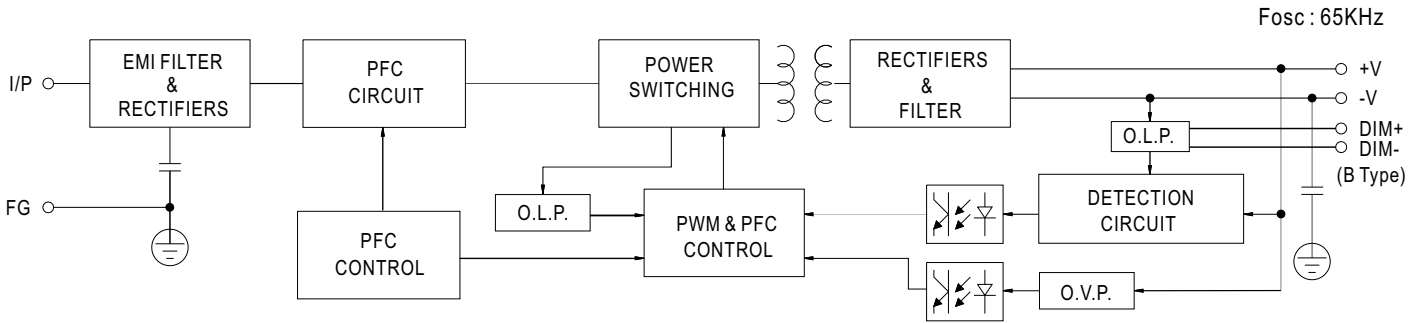 Fosc : 65KHz
I/P
EMI FILTER
&
RECTIFIERS
PFC
CIRCUIT
POWER
SWITCHING
RECTIFIERS
&
FILTER
+V
-V
DIM+
DIM-
(B Type)
O.L.P.
FG
O.L.P.
PFC
CONTROL
PWM & PFC
CONTROL
DETECTION
CIRCUIT
O.V.P.